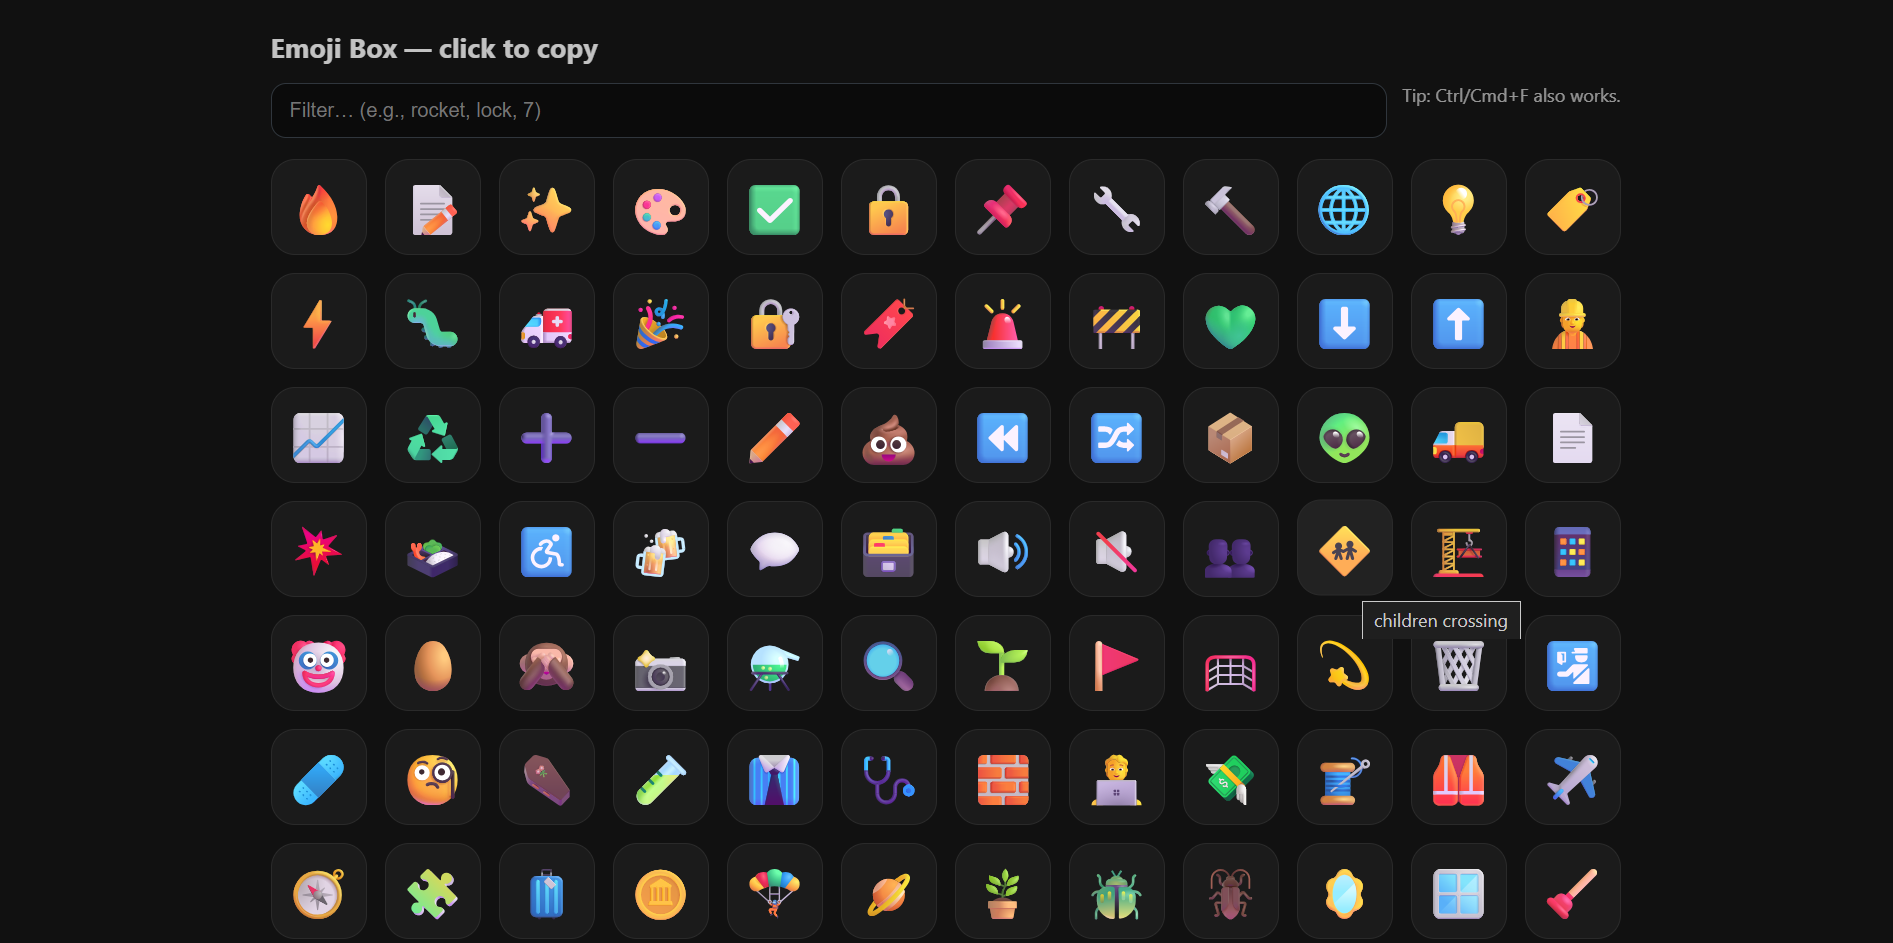 Emoji Box — click to copy
Filter… (e.g., rocket, lock, 7)
Tip: Ctrl/Cmd+F also works.
children crossing